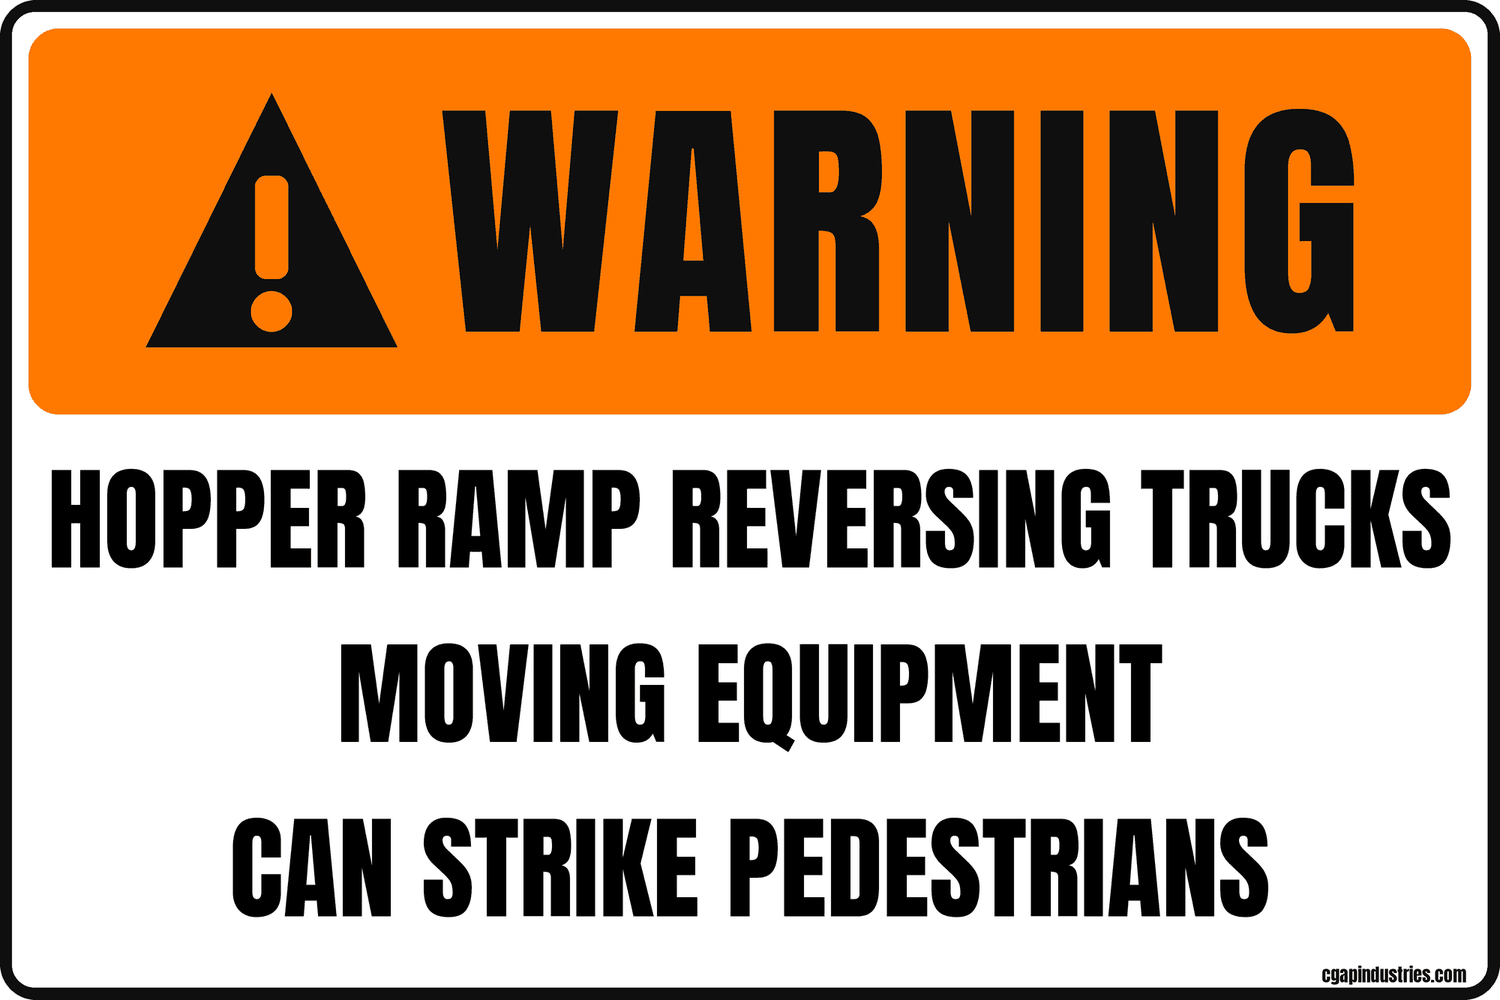 WARNING
HOPPER RAMP REVERSING TRUCKS
MOVING EQUIPMENT
CAN STRIKE PEDESTRIANS
cgapindustries.com